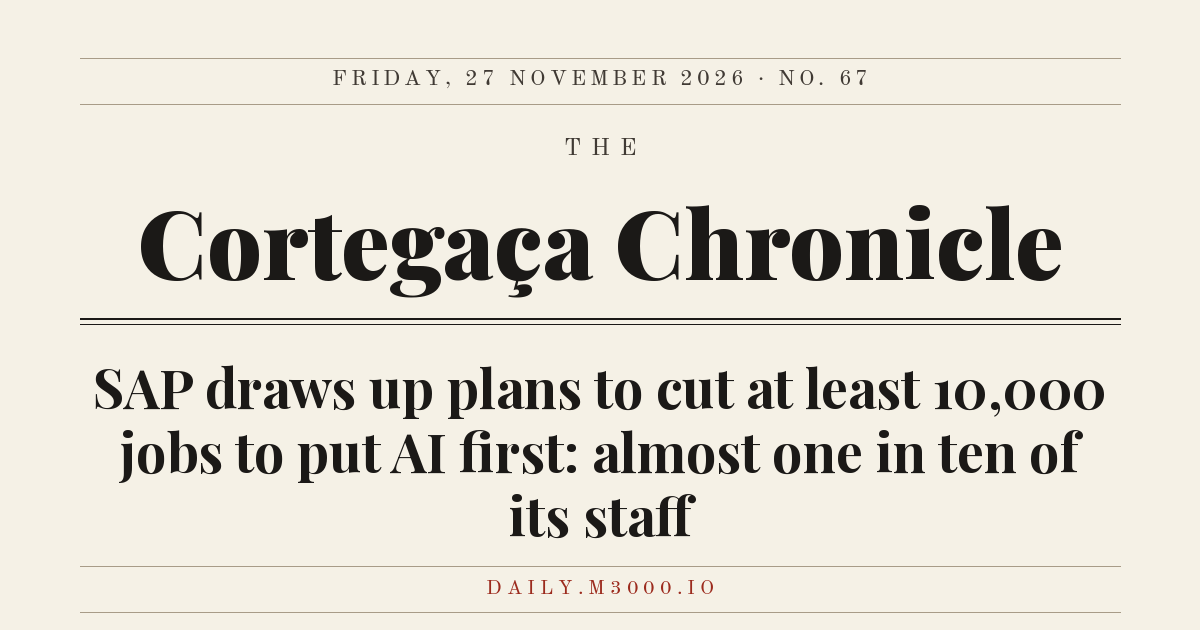 FRIDAY, 27 NOVEMBER 2026 · NO. 67
THE
Cortegaça Chronicle
SAP draws up plans to cut at least 10,000
jobs to put AI first: almost one in ten of
its staff
DAILY.M3000.IO